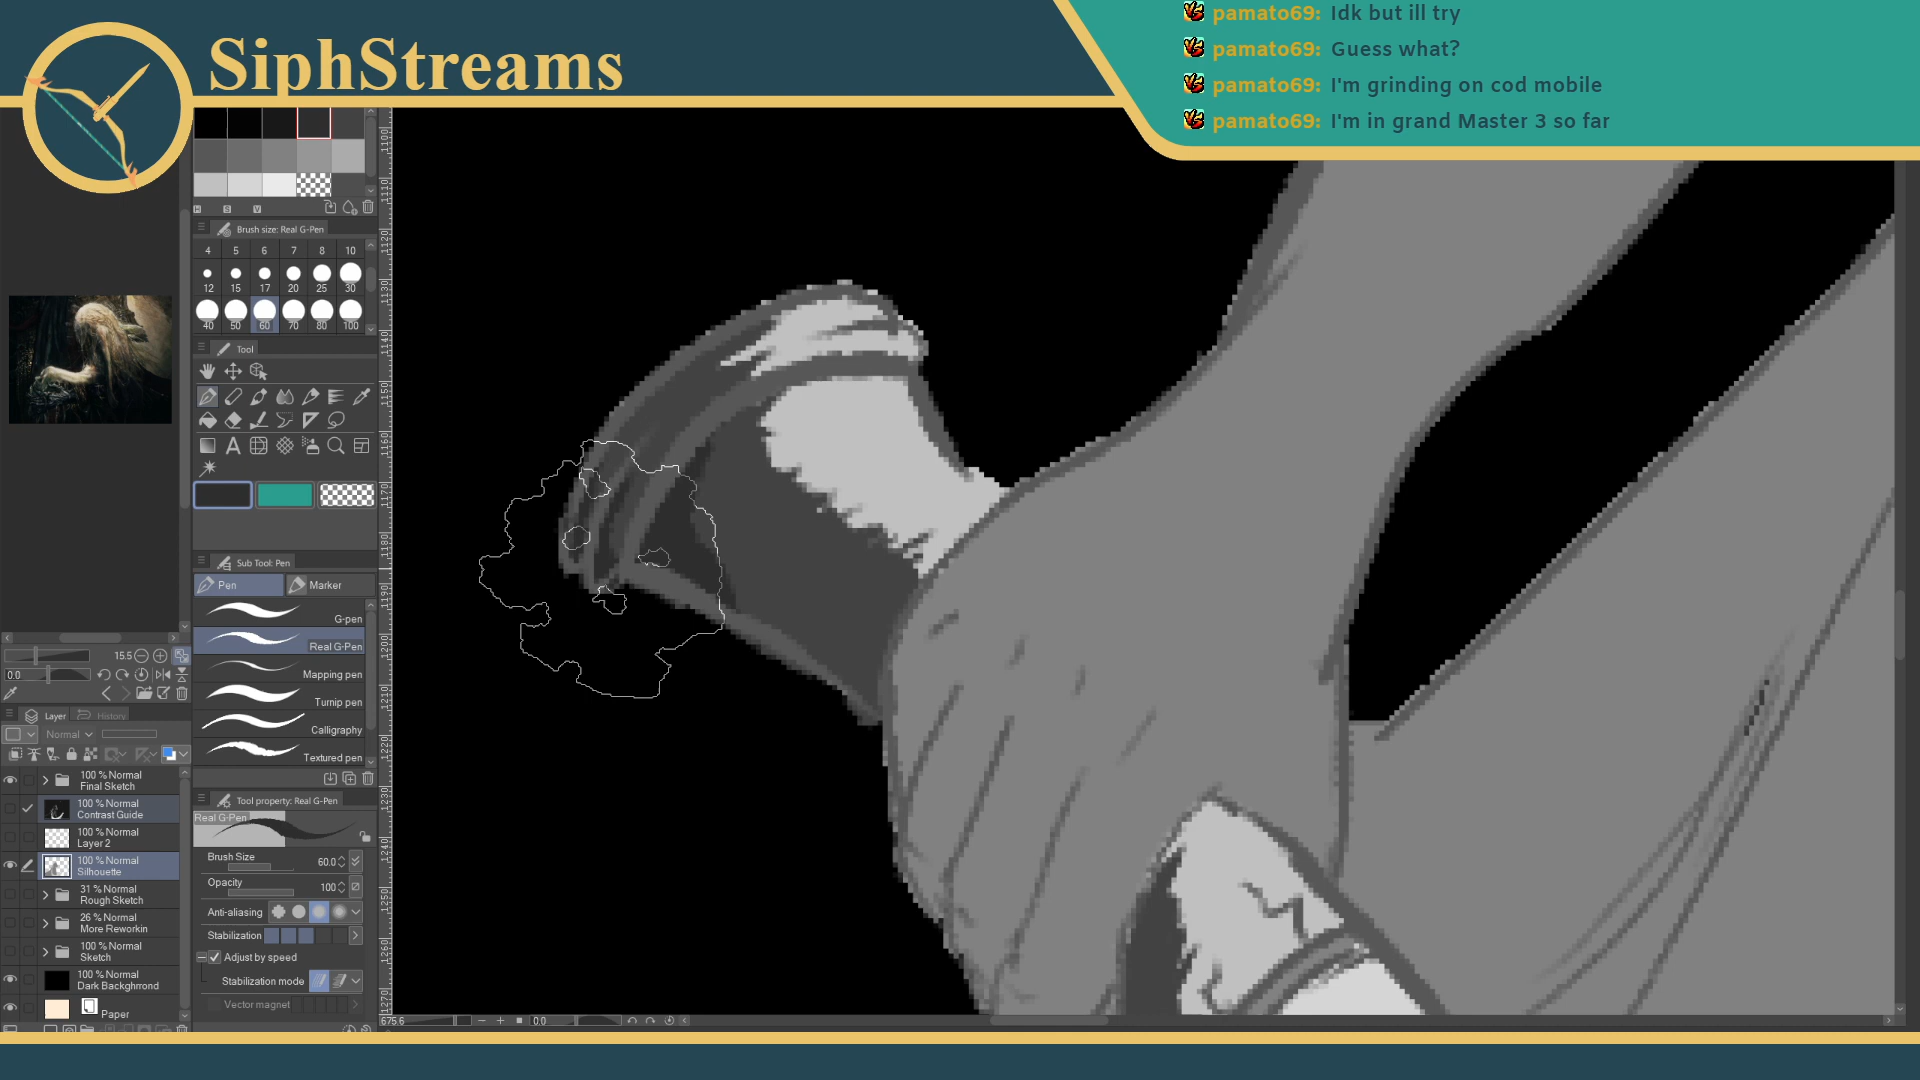 SiphStreams
pamato69: Idk but ill try
pamato69: Guess what?
pamato69: I'm grinding on cod mobile
pamato69: I'm in grand Master 3 so far
H S V
Brush size: Real G-Pen
4 5 6 7 8 10
12 15 17 20 25 30
40 50 60 70 80 100
Tool
Sub Tool: Pen
Pen Marker
G-pen
Real G-Pen
Mapping pen
Turnip pen
Calligraphy
Textured pen
Tool property: Real G-Pen
Real G-Pen
Brush Size 60.0
Opacity 100
Anti-aliasing
Stabilization
Adjust by speed
Stabilization mode
Vector magnet
15.5
0.0
Layer History
Normal
100 % Normal
Final Sketch
100 % Normal
Contrast Guide
100 % Normal
Layer 2
100 % Normal
Silhouette
31 % Normal
Rough Sketch
26 % Normal
More Reworkin
100 % Normal
Sketch
100 % Normal
Dark Backghrond
Paper
675.6 0.0